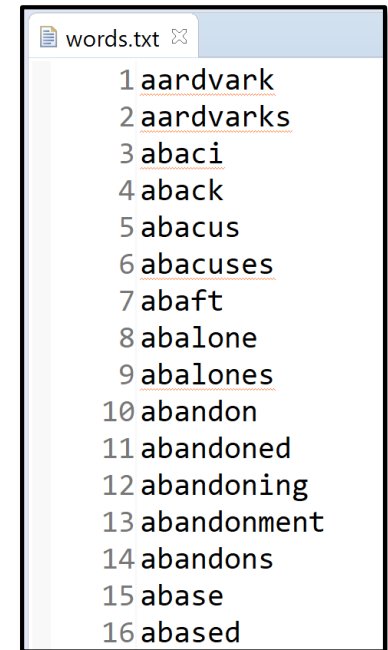 words.txt
1 aardvark
2 aardvarks
3 abaci
4 aback
5 abacus
6 abacuses
7 abaft
8 abalone
9 abalones
10 abandon
11 abandoned
12 abandoning
13 abandonment
14 abandons
15 abase
16 abased